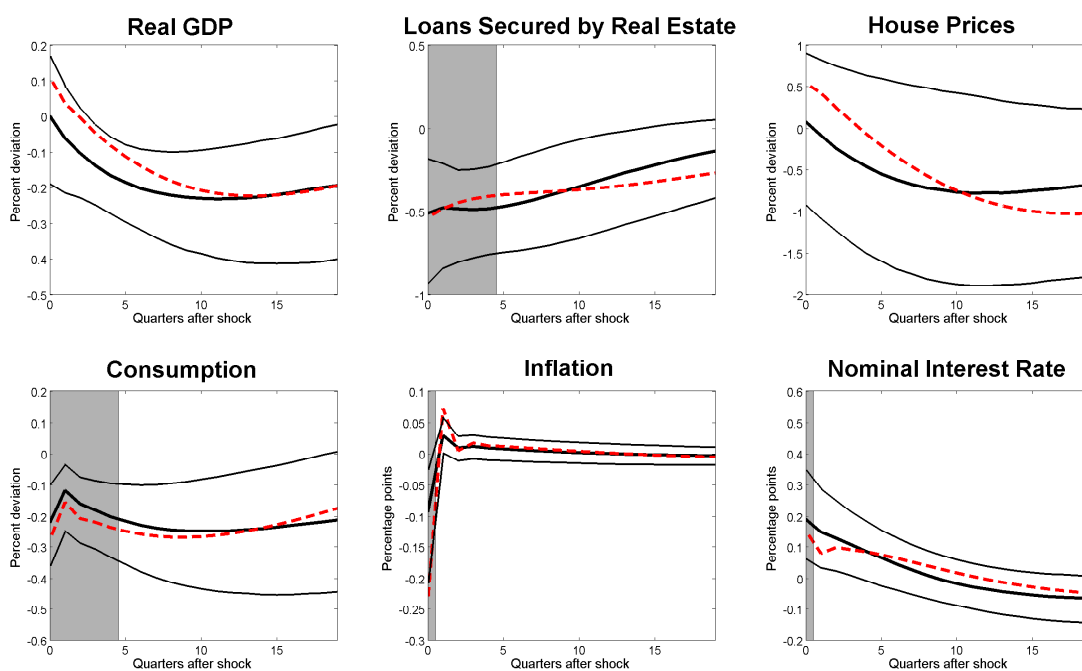 Real GDP
Percent deviation
0.2
0.1
0
-0.1
-0.2
-0.3
0.4
-0.5
0 5 10 15
Quarters after shock
Loans Secured by Real Estate
Percent deviation
0.5
0
-0.5
-1
0 5 10 15
Quarters after shock
House Prices
Percent deviation
1
0.5
0
-0.5
-1
-1.5
-2
0 5 10 15
Quarters after shock
Consumption
Percent deviation
0.2
0.1
0
-0.1
-0.2
-0.3
-0.4
-0.5
-0.6
0 5 10 15
Quarters after shock
Inflation
Percentage points
0.1
0.05
0
-0.05
-0.1
-0.15
-0.2
-0.25
-0.3
0 5 10 15
Quarters after shock
Nominal Interest Rate
Percentage points
0.6
0.5
0.4
0.3
0.2
0.1
0
-0.1
-0.2
0 5 10 15
Quarters after shock